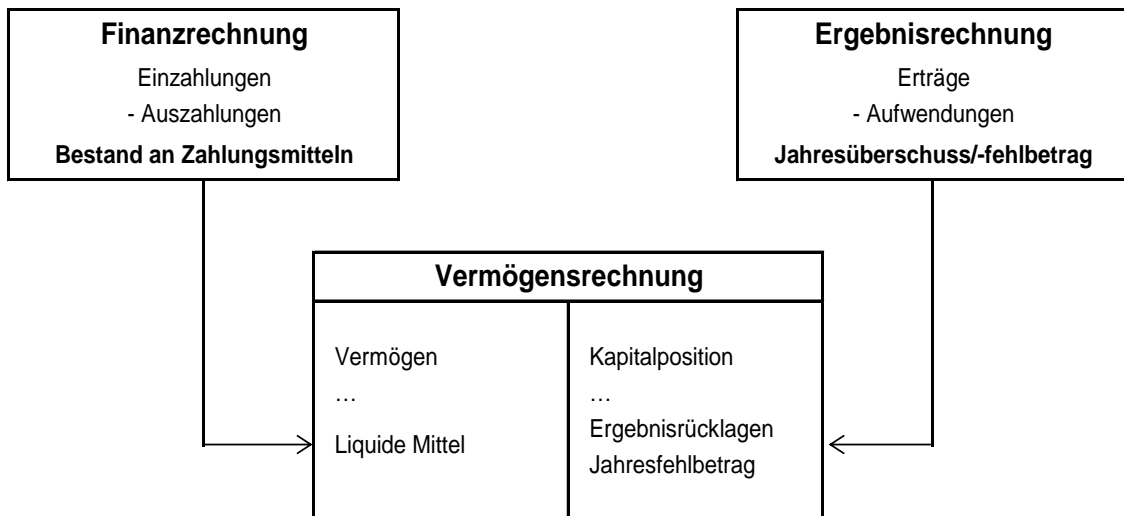 Finanzrechnung
Einzahlungen
- Auszahlungen
Bestand an Zahlungsmitteln
Ergebnisrechnung
Erträge
- Aufwendungen
Jahresüberschuss/-fehlbetrag
Vermögensrechnung
Vermögen
…
Liquide Mittel
Kapitalposition
…
Ergebnisrücklagen
Jahresfehlbetrag